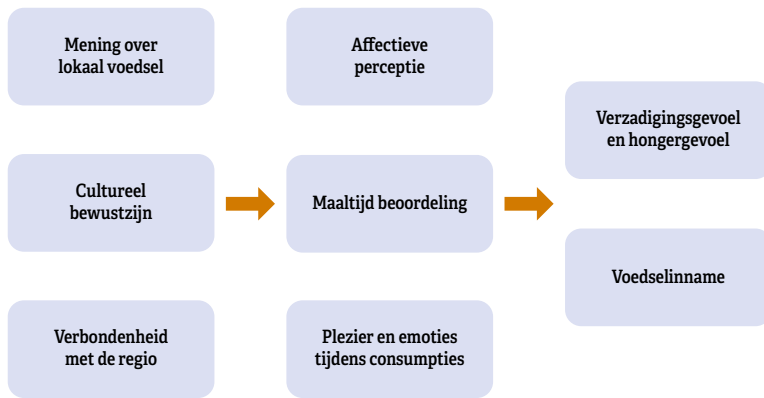 Mening over
lokaal voedsel
Cultureel
bewustzijn
Verbondenheid
met de regio
Affectieve
perceptie
Maaltijd beoordeling
Plezier en emoties
tijdens consumpties
Verzadigingsgevoel
en hongergevoel
Voedselinname